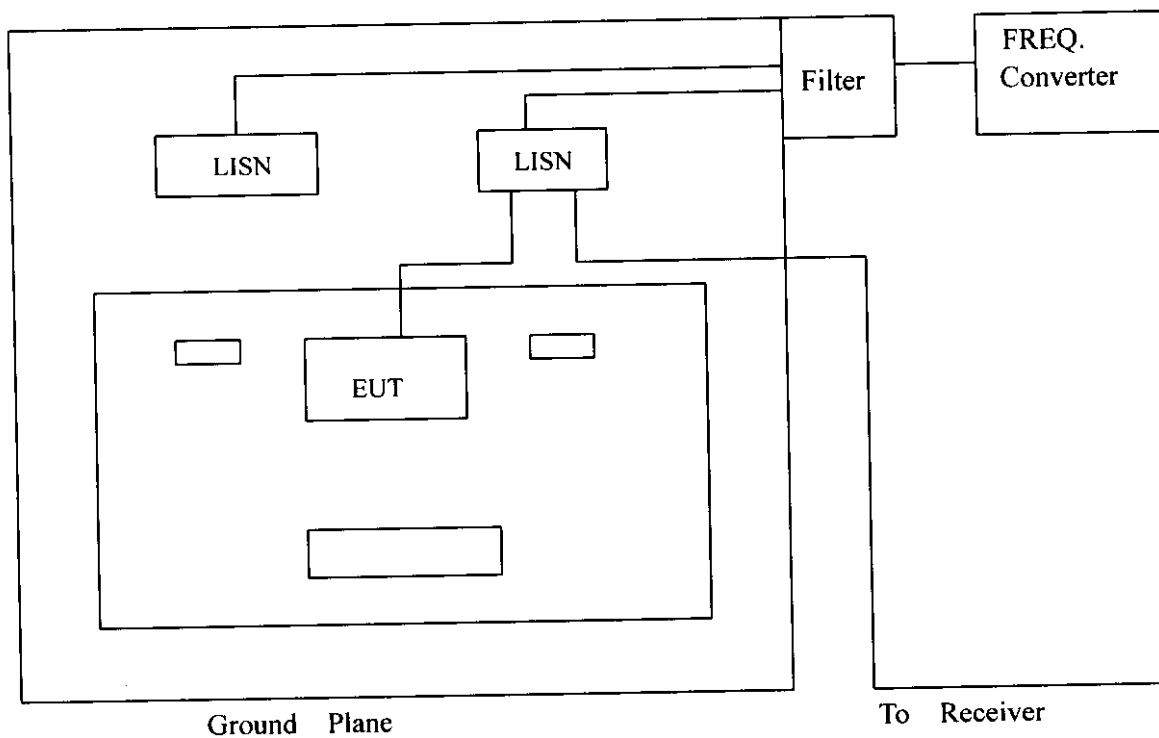 FREQ.
Converter
Filter
LISN
LISN
EUT
Ground Plane
To Receiver